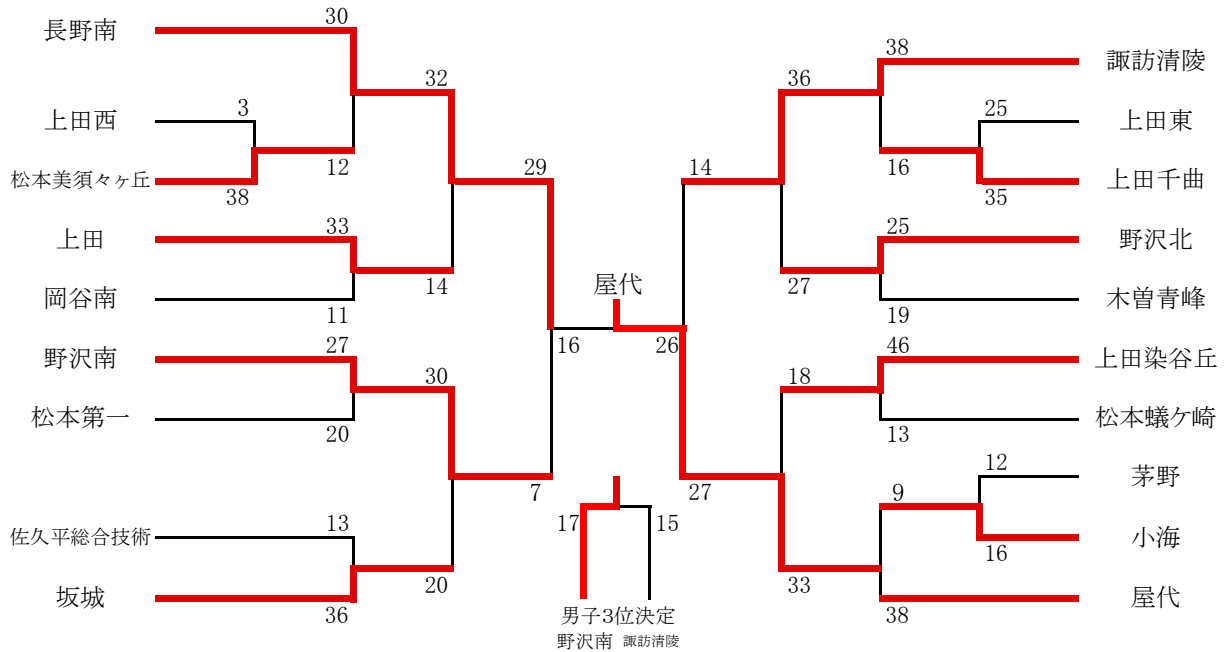 長野南
上田西
松本美須々ヶ丘
上田
岡谷南
野沢南
松本第一
佐久平総合技術
坂城
30
3
38
12
33
11
27
20
13
36
32
14
30
20
29
7
16
屋代
26
14
27
36
27
18
33
38
16
25
35
25
19
46
13
9
12
16
38
諏訪清陵
上田東
上田千曲
野沢北
木曽青峰
上田染谷丘
松本蟻ケ崎
茅野
小海
屋代
17
15
男子3位決定
野沢南 諏訪清陵